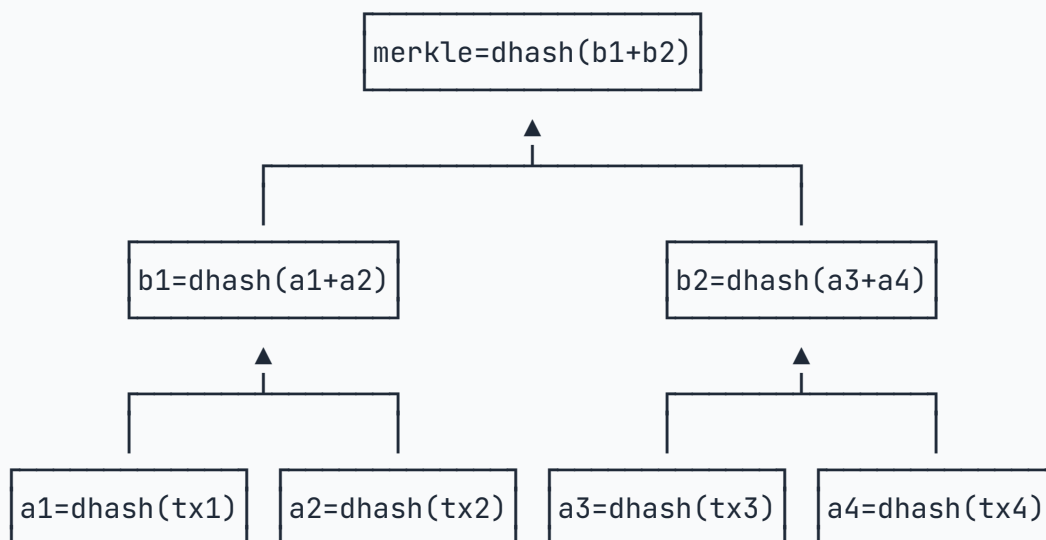 merkle=dhash(b1+b2)
b1=dhash(a1+a2)
b2=dhash(a3+a4)
a1=dhash(tx1)
a2=dhash(tx2)
a3=dhash(tx3)
a4=dhash(tx4)